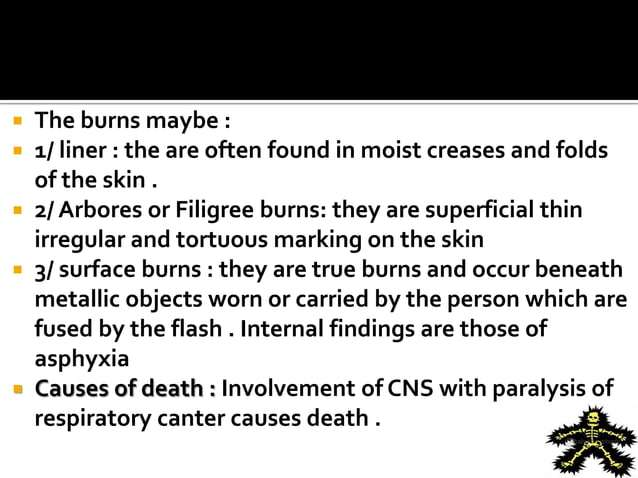 The burns maybe :
1/ liner : the are often found in moist creases and folds
of the skin .
2/ Arbores or Filigree burns: they are superficial thin
irregular and tortuous marking on the skin
3/ surface burns : they are true burns and occur beneath
metallic objects worn or carried by the person which are
fused by the flash . Internal findings are those of
asphyxia
Causes of death : Involvement of CNS with paralysis of
respiratory canter causes death .